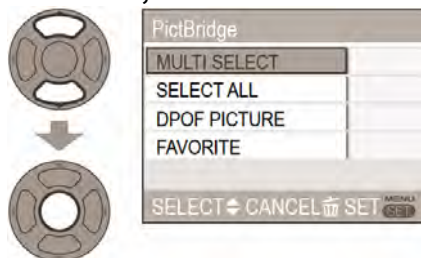 PictBridge
MULTI SELECT
SELECT ALL
DPOF PICTURE
FAVORITE
SELECT CANCEL SET MENU SET